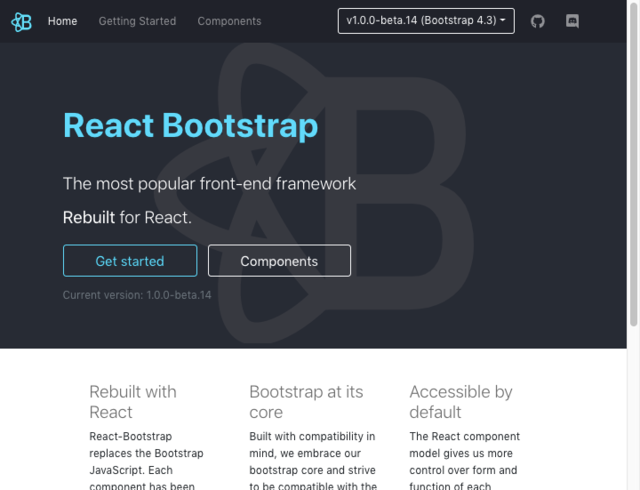 Home Getting Started Components v1.0.0-beta.14 (Bootstrap 4.3)
React Bootstrap
The most popular front-end framework
Rebuilt for React.
Get started Components
Current version: 1.0.0-beta.14
Rebuilt with
React
React-Bootstrap
replaces the Bootstrap
JavaScript. Each
component has been
Bootstrap at its
core
Built with compatibility in
mind, we embrace our
bootstrap core and strive
to be compatible with the
Accessible by
default
The React component
model gives us more
control over form and
function of each